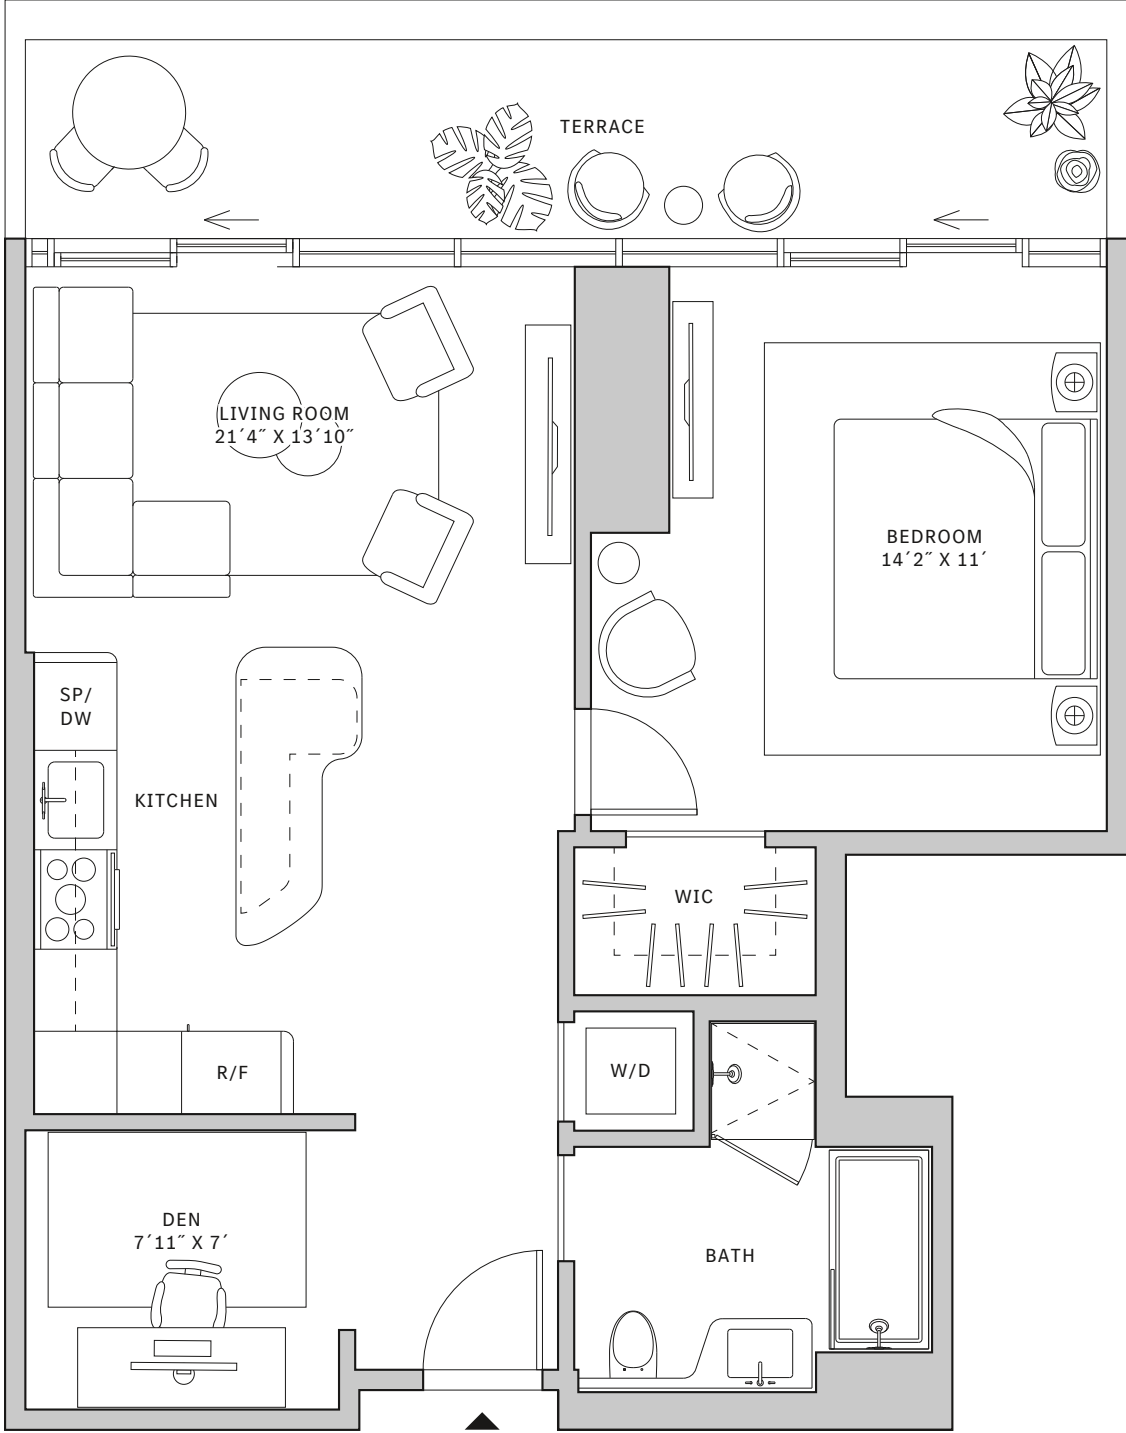 TERRACE
LIVING ROOM
21´4˝ X 13´10˝
BEDROOM
14´2˝ X 11´
SP/
DW
KITCHEN
WIC
R/F
W/D
DEN
7´11˝ X 7´
BATH